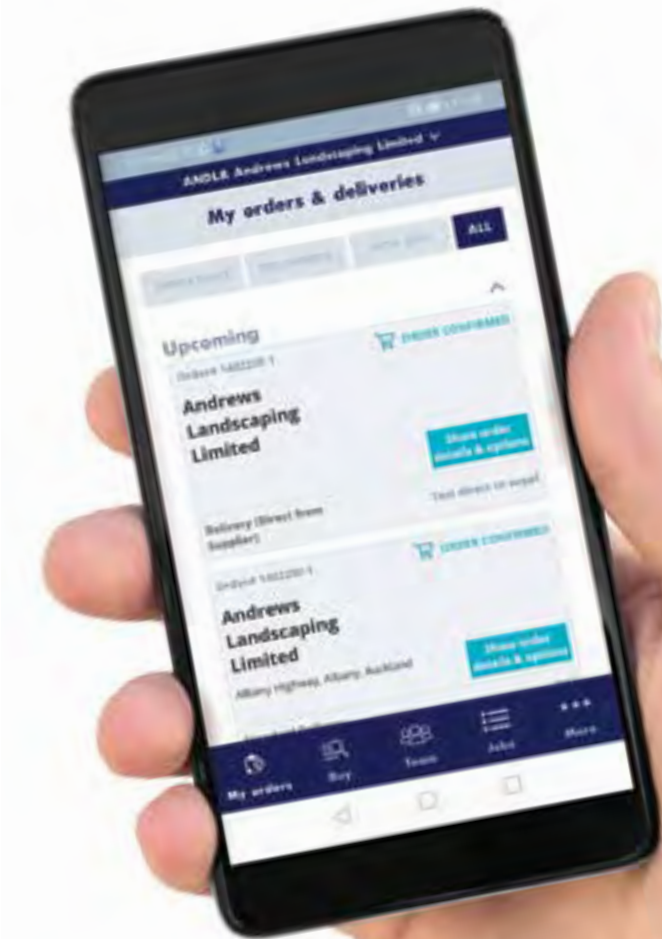 ANDLA Andrews Landscaping Limited
My orders & deliveries
ALL
Upcoming
ORDER CONFIRMED
Andrews
Landscaping
Limited
Share order
details & options
Delivery (Direct from
Supplier)
ORDER CONFIRMED
Andrews
Landscaping
Limited
Share order
details & options
Albany Highway, Albany, Auckland
My orders
Buy
Team
Jobs
More